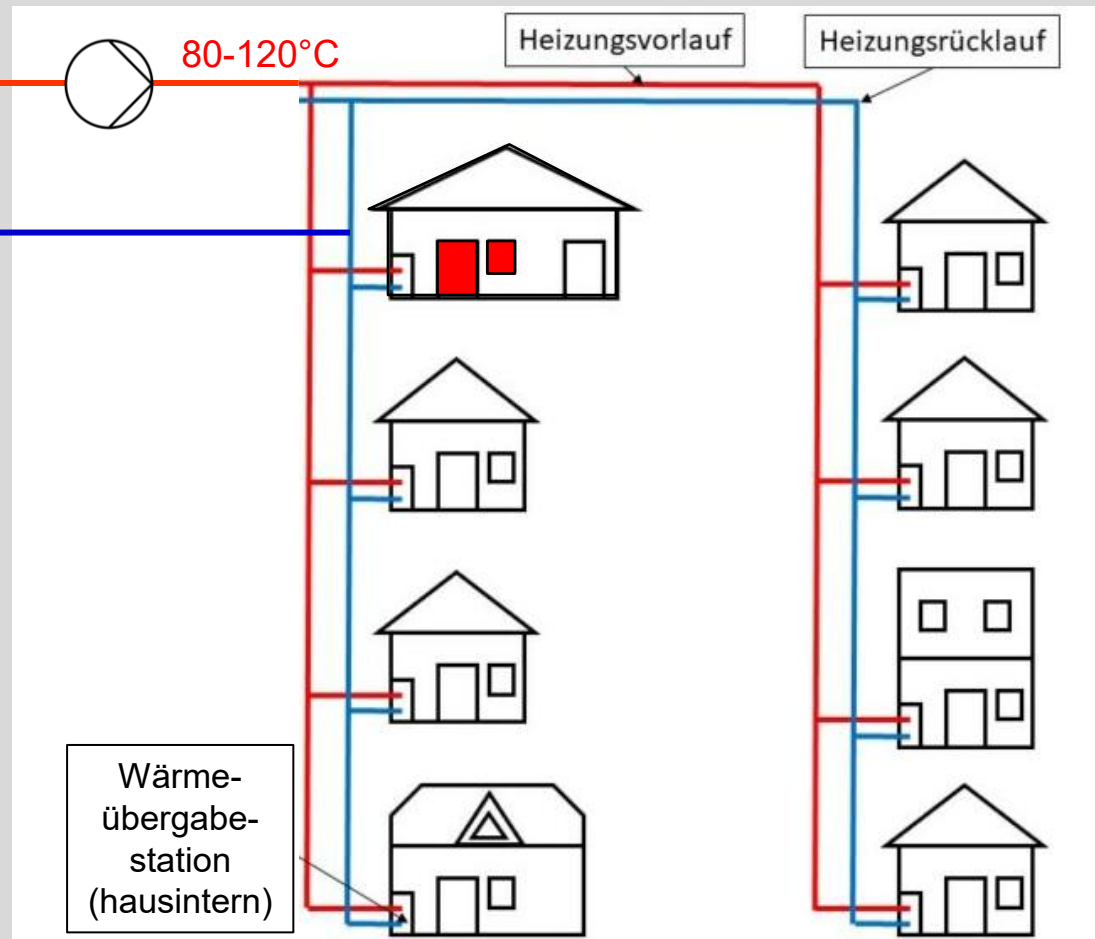 80-120°C
Heizungsvorlauf
Heizungsrücklauf
Wärme-
übergabe-
station
(hausintern)